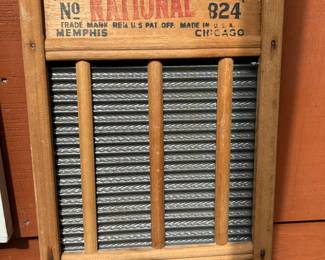 No NATIONAL 824
TRADE MARK REG U.S PAT OFF. MADE IN U.S.A.
MEMPHIS CHICAGO